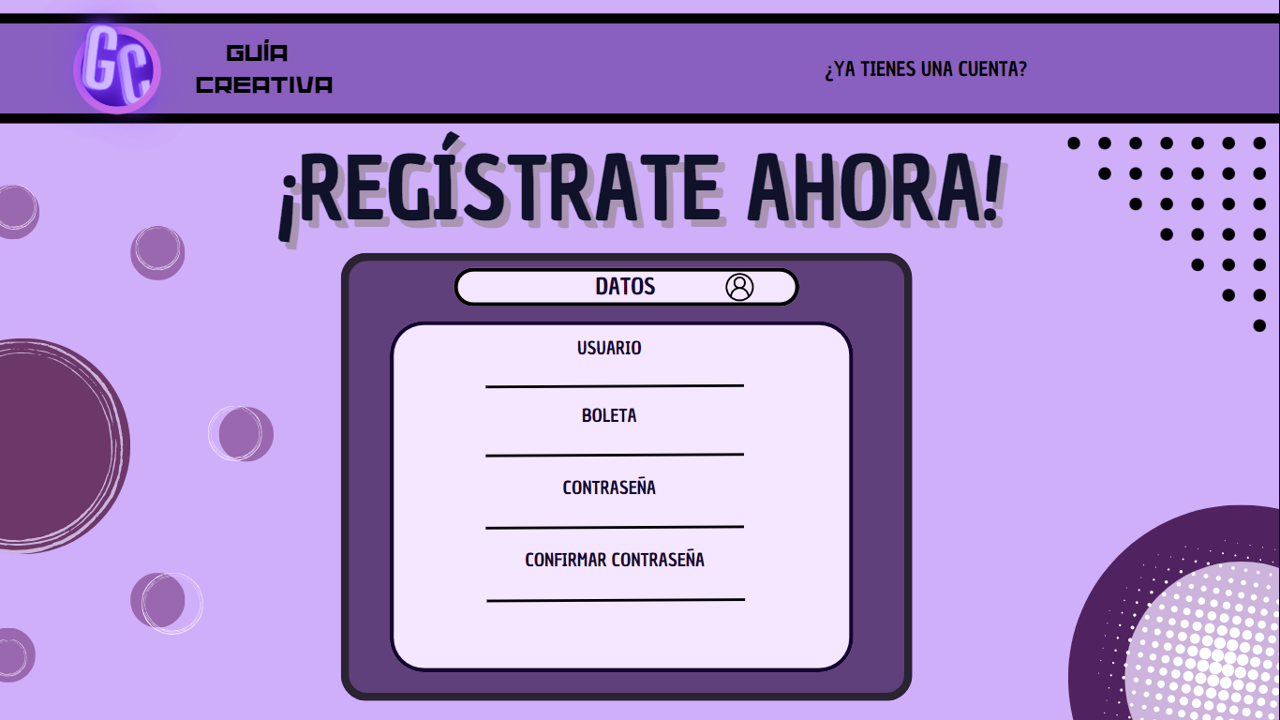 GC
GUÍA
CREATIVA
¿YA TIENES UNA CUENTA?
¡REGÍSTRATE AHORA!
DATOS
USUARIO
BOLETA
CONTRASEÑA
CONFIRMAR CONTRASEÑA